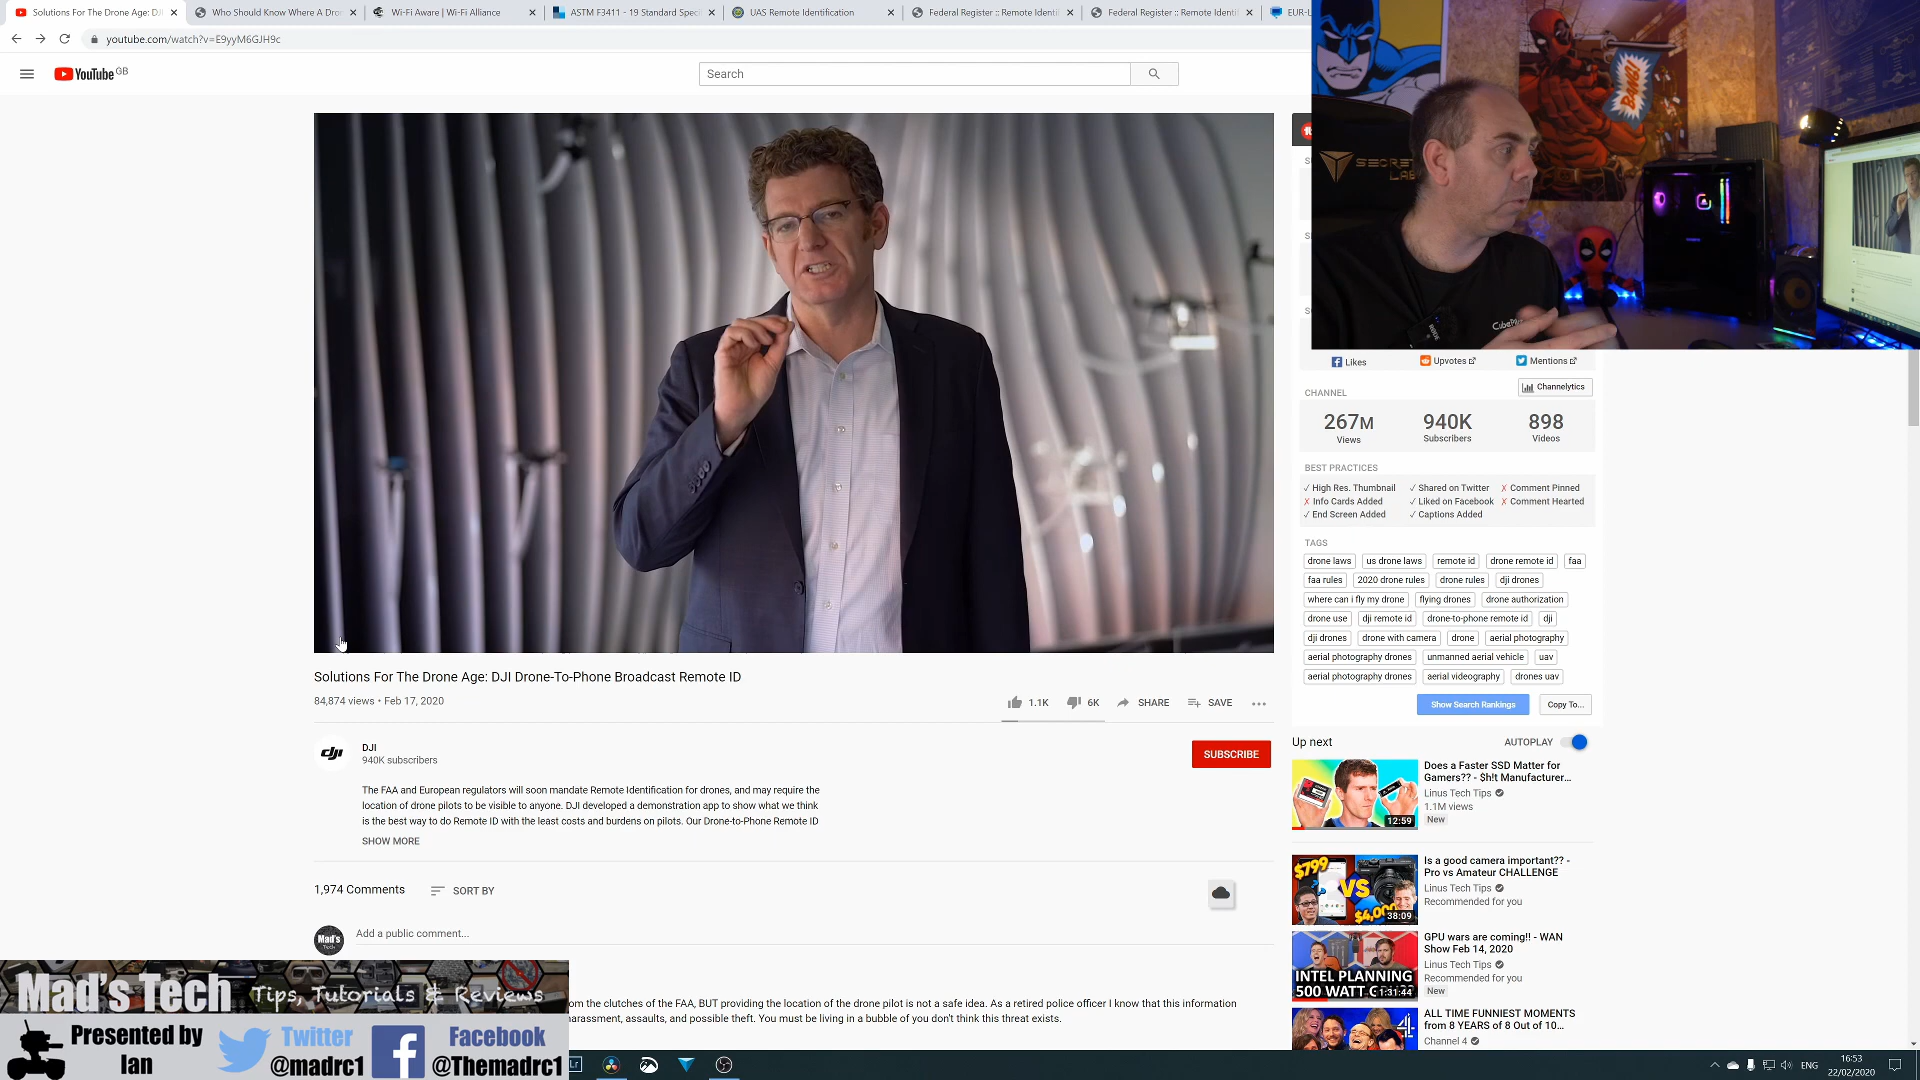 Solutions For The Drone Age: DJ
Who Should Know Where A Dro
Wi-Fi Aware | Wi-Fi Alliance
ASTM F3411 - 19 Standard Speci
UAS Remote Identification
Federal Register :: Remote Identi
Federal Register :: Remote Identi
EUR-L
youtube.com/watch?v=E9yyM6GJH9c
YouTube GB
Search
BANG!
SECRET
LAB
CubePilot
Likes
Upvotes
Mentions
CHANNEL
Channelytics
267M
940K
898
Views
Subscribers
Videos
BEST PRACTICES
✓ High Res. Thumbnail ✓ Shared on Twitter ✗ Comment Pinned
✗ Info Cards Added ✓ Liked on Facebook ✗ Comment Hearted
✓ End Screen Added ✓ Captions Added
TAGS
drone laws us drone laws remote id drone remote id faa
faa rules 2020 drone rules drone rules dji drones
where can i fly my drone flying drones drone authorization
drone use dji remote id drone-to-phone remote id dji
dji drones drone with camera drone aerial photography
aerial photography drones unmanned aerial vehicle uav
aerial photography drones aerial videography drones uav
Show Search Rankings Copy To...
Solutions For The Drone Age: DJI Drone-To-Phone Broadcast Remote ID
84,874 views • Feb 17, 2020
1.1K 6K SHARE SAVE
dji
DJI
940K subscribers
SUBSCRIBE
The FAA and European regulators will soon mandate Remote Identification for drones, and may require the
location of drone pilots to be visible to anyone. DJI developed a demonstration app to show what we think
is the best way to do Remote ID with the least costs and burdens on pilots. Our Drone-to-Phone Remote ID
SHOW MORE
1,974 Comments SORT BY
Mad's
Tech
Add a public comment...
om the clutches of the FAA, BUT providing the location of the drone pilot is not a safe idea. As a retired police officer I know that this information
harassment, assaults, and possible theft. You must be living in a bubble of you don't think this threat exists.
Up next AUTOPLAY
Does a Faster SSD Matter for
Gamers?? - $h!t Manufacturer...
Linus Tech Tips
1.1M views
New
12:59
Is a good camera important?? -
Pro vs Amateur CHALLENGE
Linus Tech Tips
Recommended for you
$799
VS
$4,000
38:09
GPU wars are coming!! - WAN
Show Feb 14, 2020
Linus Tech Tips
Recommended for you
New
INTEL PLANNING
500 WATT G
1:31:44
ALL TIME FUNNIEST MOMENTS
from 8 YEARS of 8 Out of 10...
Channel 4
Mad's Tech Tips, Tutorials & Reviews
Presented by
Ian
Twitter
@madrc1
Facebook
@Themadrc1
ENG
16:53
22/02/2020